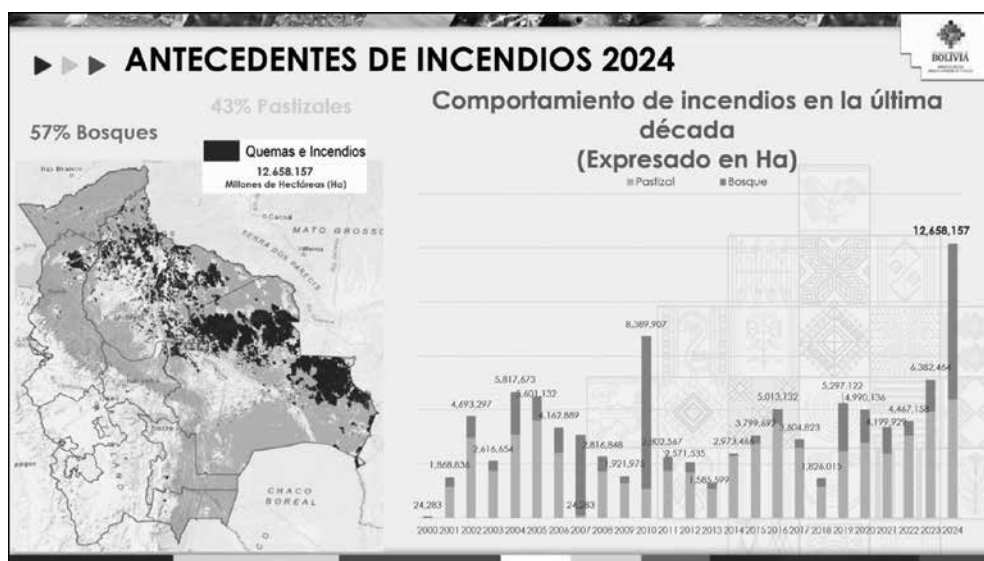 ANTECEDENTES DE INCENDIOS 2024
BOLIVIA
43% Pastizales
57% Bosques
Quemas e Incendios
12.658.157
Millones de Hectáreas (Ha)
MATO GROSSO
SERRA DOS PARECIS
CHACO
BOREAL
Comportamiento de incendios en la última
década
(Expresado en Ha)
Pastizal Bosque
24,283
1,868,836
4,693,297
2,616,654
5,817,673
5,601,132
4,162,889
24,283
2,816,848
1,921,975
8,389,907
2,802,567
2,571,535
1,585,599
2,973,466
3,799,692
5,013,132
3,604,823
1,826,015
5,297,122
4,990,136
4,199,929
4,467,158
6,382,464
12,658,157
2000 2001 2002 2003 2004 2005 2006 2007 2008 2009 2010 2011 2012 2013 2014 2015 2016 2017 2018 2019 2020 2021 2022 2023 2024